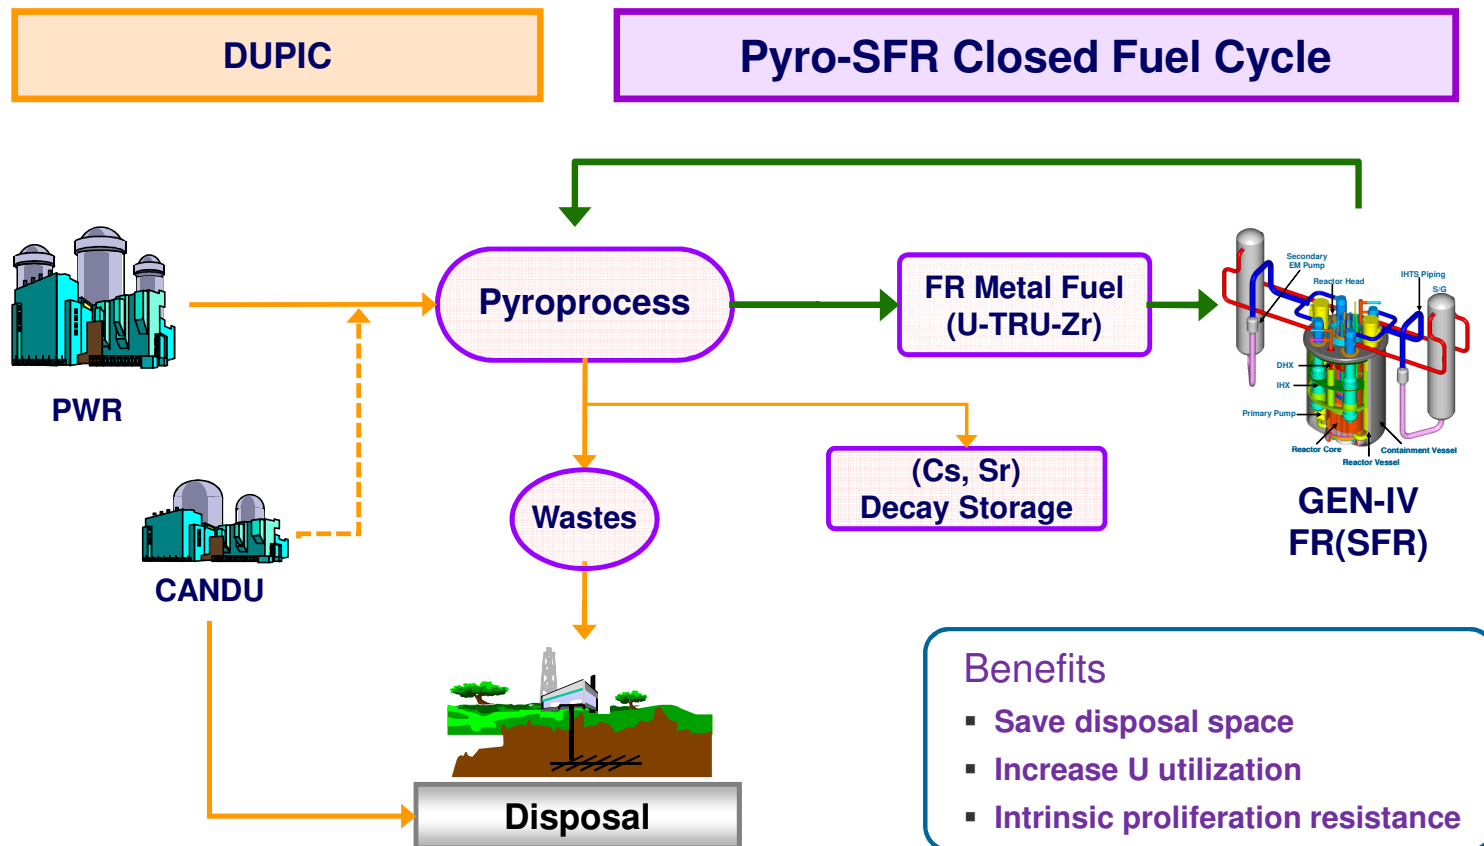 DUPIC
Pyro-SFR Closed Fuel Cycle
PWR
CANDU
Pyroprocess
FR Metal Fuel
(U-TRU-Zr)
Wastes
(Cs, Sr)
Decay Storage
Disposal
Secondary
EM Pump
Reactor Head
IHTS Piping
S/G
DHX
IHX
Primary Pump
Reactor Core
Reactor Vessel
Containment Vessel
GEN-IV
FR(SFR)
Benefits
▪ Save disposal space
▪ Increase U utilization
▪ Intrinsic proliferation resistance